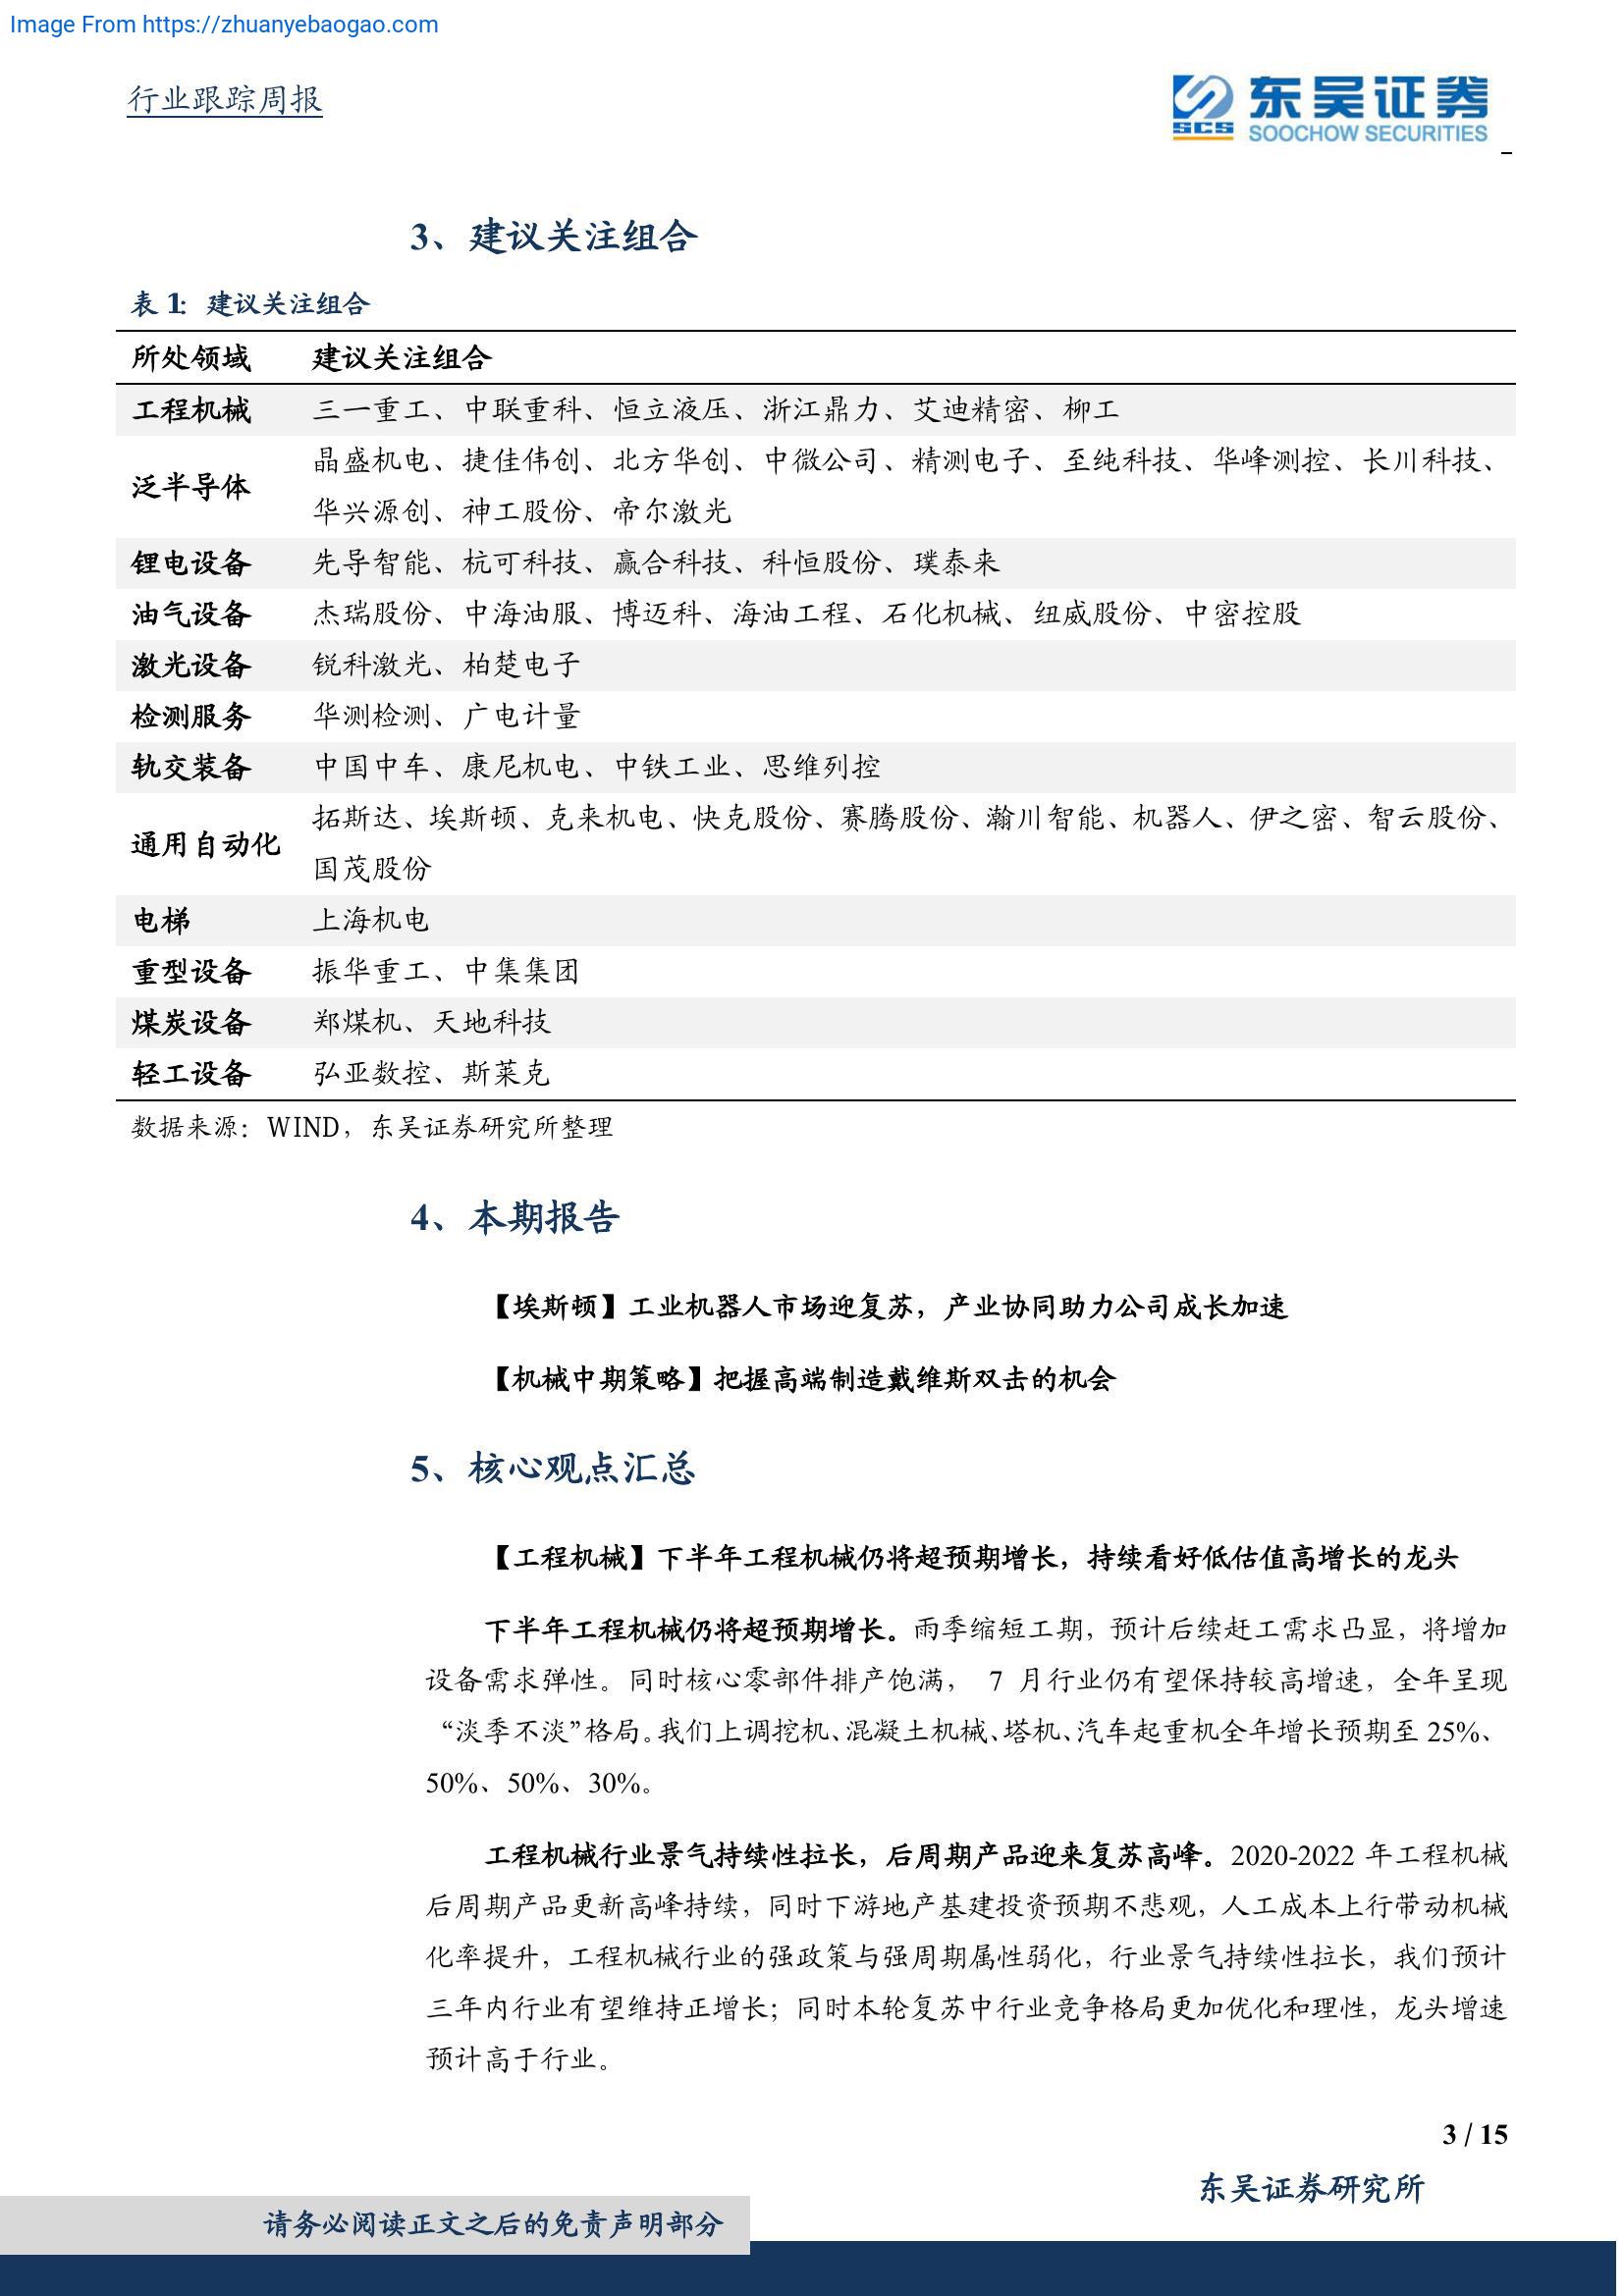 Image From https://zhuanyebaogao.com
行业跟踪周报
东吴证券
SCS
SOOCHOW SECURITIES
3、建议关注组合
表 1：建议关注组合
所处领域 建议关注组合
工程机械 三一重工、中联重科、恒立液压、浙江鼎力、艾迪精密、柳工
泛半导体 晶盛机电、捷佳伟创、北方华创、中微公司、精测电子、至纯科技、华峰测控、长川科技、
华兴源创、神工股份、帝尔激光
锂电设备 先导智能、杭可科技、赢合科技、科恒股份、璞泰来
油气设备 杰瑞股份、中海油服、博迈科、海油工程、石化机械、纽威股份、中密控股
激光设备 锐科激光、柏楚电子
检测服务 华测检测、广电计量
轨交装备 中国中车、康尼机电、中铁工业、思维列控
通用自动化 拓斯达、埃斯顿、克来机电、快克股份、赛腾股份、瀚川智能、机器人、伊之密、智云股份、
国茂股份
电梯 上海机电
重型设备 振华重工、中集集团
煤炭设备 郑煤机、天地科技
轻工设备 弘亚数控、斯莱克
数据来源：WIND，东吴证券研究所整理
4、本期报告
【埃斯顿】工业机器人市场迎复苏，产业协同助力公司成长加速
【机械中期策略】把握高端制造戴维斯双击的机会
5、核心观点汇总
【工程机械】下半年工程机械仍将超预期增长，持续看好低估值高增长的龙头
下半年工程机械仍将超预期增长。雨季缩短工期，预计后续赶工需求凸显，将增加
设备需求弹性。同时核心零部件排产饱满， 7 月行业仍有望保持较高增速，全年呈现
“淡季不淡”格局。我们上调挖机、混凝土机械、塔机、汽车起重机全年增长预期至 25%、
50%、50%、30%。
工程机械行业景气持续性拉长，后周期产品迎来复苏高峰。2020-2022 年工程机械
后周期产品更新高峰持续，同时下游地产基建投资预期不悲观，人工成本上行带动机械
化率提升，工程机械行业的强政策与强周期属性弱化，行业景气持续性拉长，我们预计
三年内行业有望维持正增长；同时本轮复苏中行业竞争格局更加优化和理性，龙头增速
预计高于行业。
3 / 15
东吴证券研究所
请务必阅读正文之后的免责声明部分